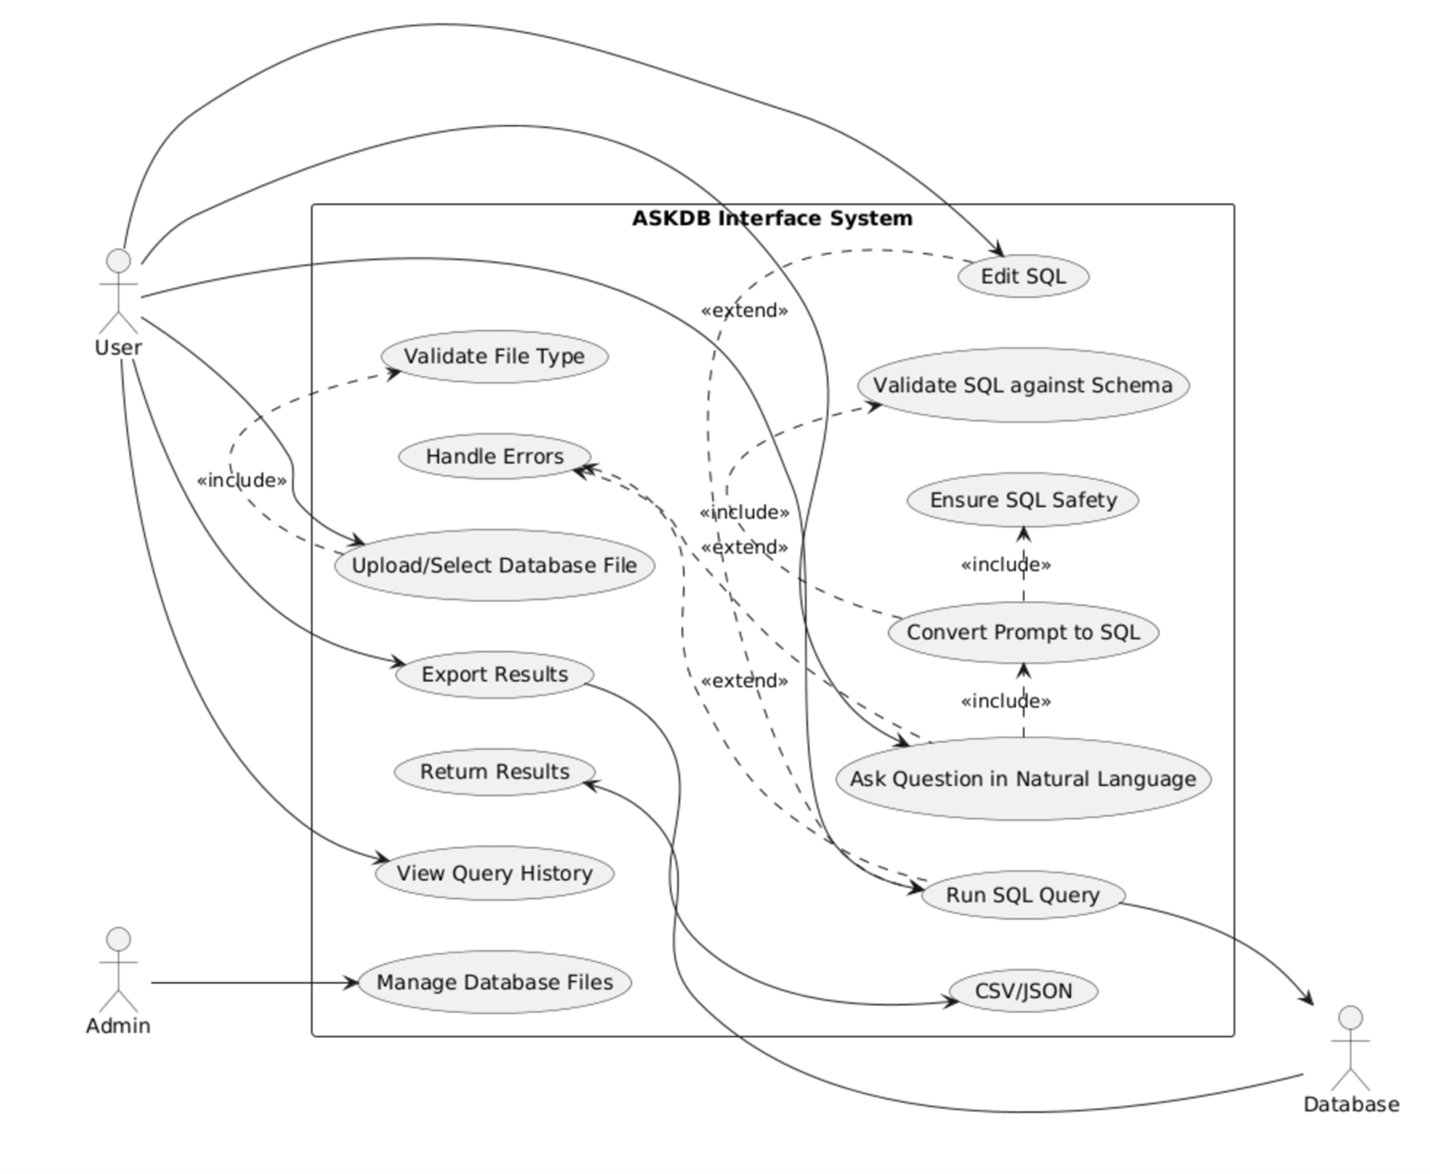 ASKDB Interface System
Edit SQL
«extend»
User
Validate File Type
Validate SQL against Schema
Handle Errors
«include»
Ensure SQL Safety
«include»
«extend»
Upload/Select Database File
«include»
Convert Prompt to SQL
Export Results
«extend»
«include»
Return Results
Ask Question in Natural Language
View Query History
Run SQL Query
Manage Database Files
CSV/JSON
Admin
Database